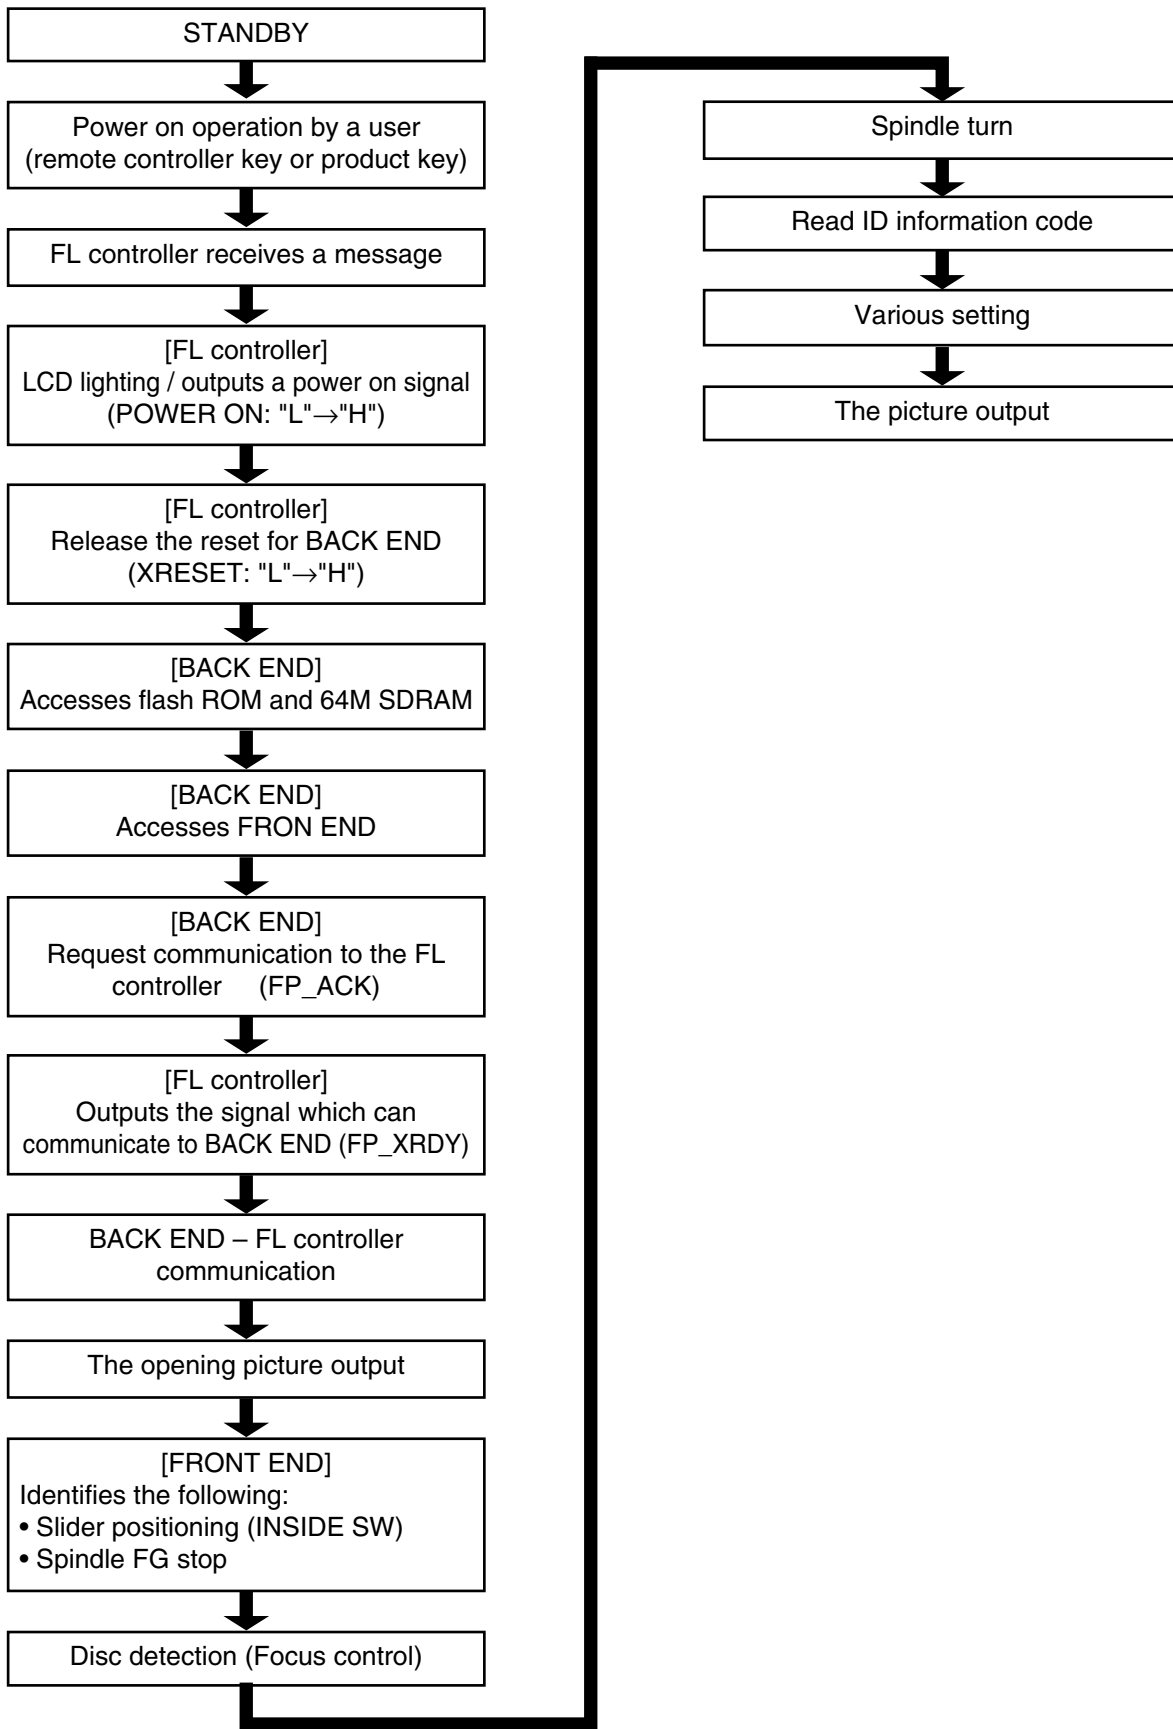 STANDBY
Power on operation by a user
(remote controller key or product key)
FL controller receives a message
[FL controller]
LCD lighting / outputs a power on signal
(POWER ON: "L"→"H")
[FL controller]
Release the reset for BACK END
(XRESET: "L"→"H")
[BACK END]
Accesses flash ROM and 64M SDRAM
[BACK END]
Accesses FRON END
[BACK END]
Request communication to the FL
controller (FP_ACK)
[FL controller]
Outputs the signal which can
communicate to BACK END (FP_XRDY)
BACK END – FL controller
communication
The opening picture output
[FRONT END]
Identifies the following:
• Slider positioning (INSIDE SW)
• Spindle FG stop
Disc detection (Focus control)
Spindle turn
Read ID information code
Various setting
The picture output